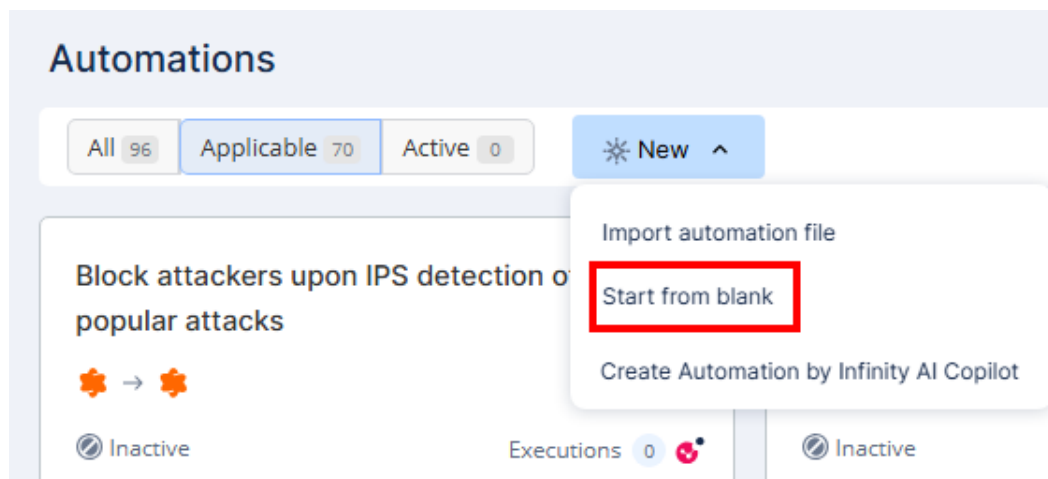 Automations
All 96 Applicable 70 Active 0 New
Import automation file
Start from blank
Create Automation by Infinity AI Copilot
Block attackers upon IPS detection
popular attacks
Inactive Executions 0 Inactive